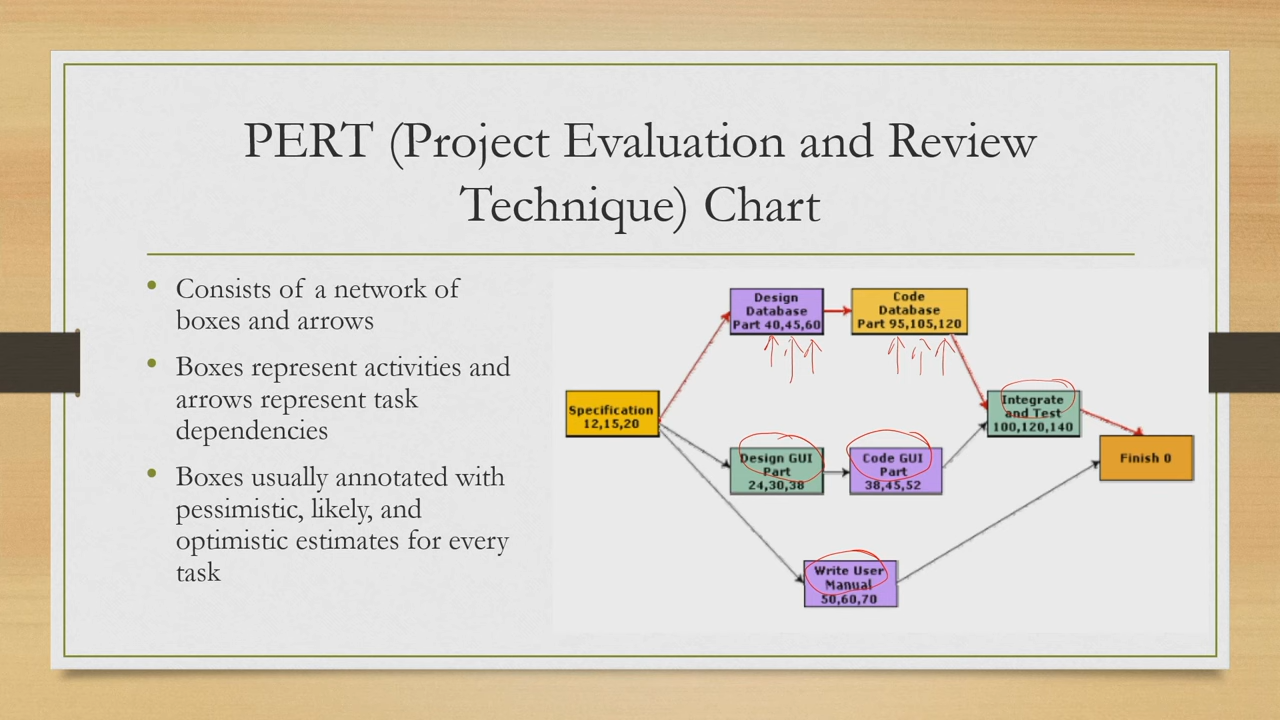 PERT (Project Evaluation and Review
Technique) Chart
• Consists of a network of
boxes and arrows
• Boxes represent activities and
arrows represent task
dependencies
• Boxes usually annotated with
pessimistic, likely, and
optimistic estimates for every
task
Design
Database
Part 40,45,60
Code
Database
Part 95,105,120
Specification
12,15,20
Integrate
and Test
100,120,140
Design GUI
Part
24,30,38
Code GUI
Part
38,45,52
Finish 0
Write User
Manual
50,60,70